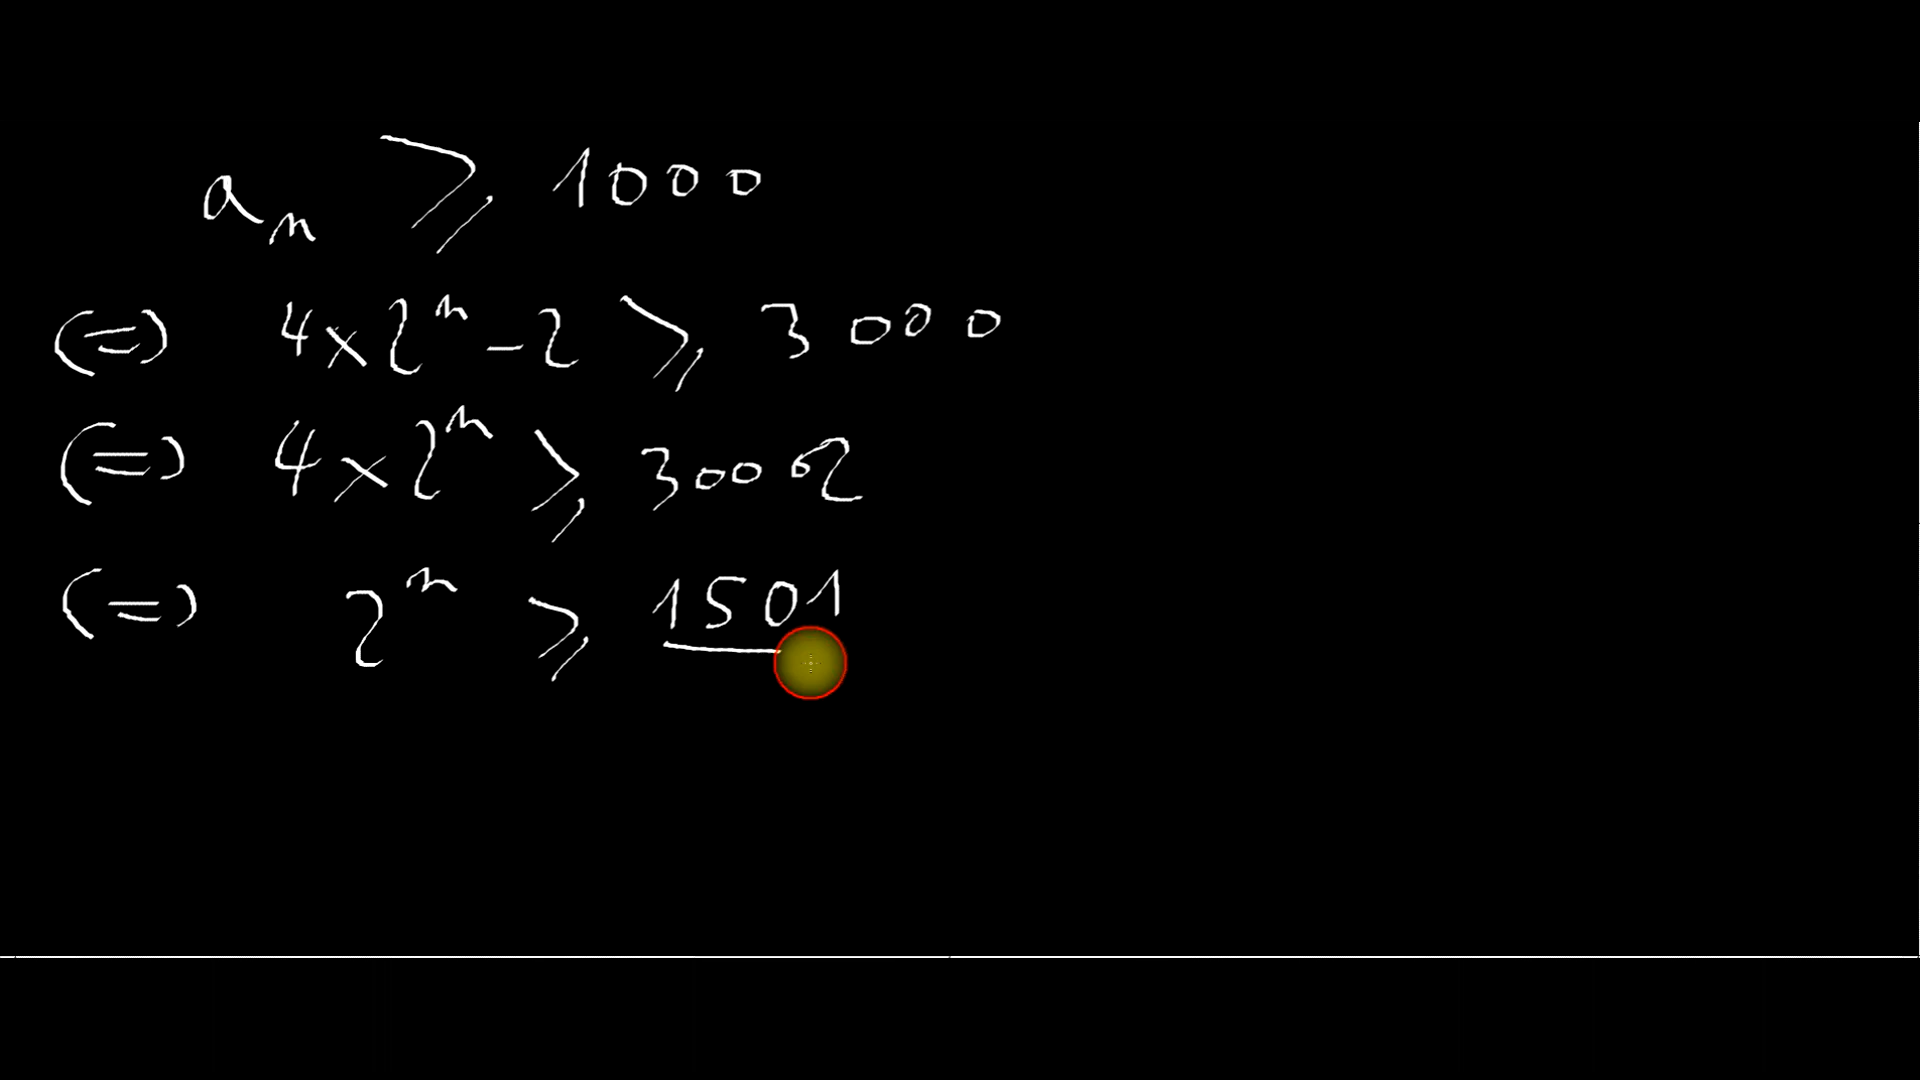 aₙ ⩾ 1000
(=) 4×2ⁿ-2 ⩾ 3000
(=) 4×2ⁿ ⩾ 3002
(=) 2ⁿ ⩾ 1501